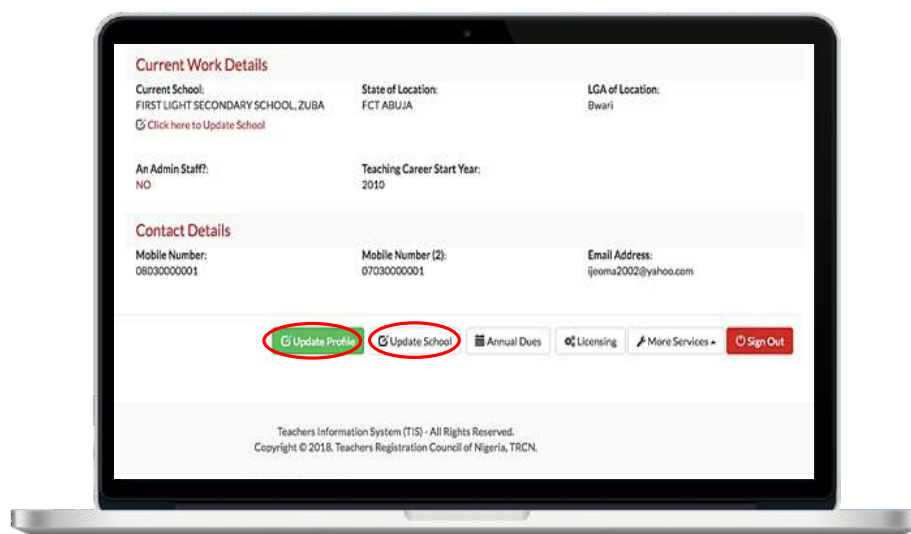 Current Work Details
Current School: State of Location: LGA of Location:
FIRST LIGHT SECONDARY SCHOOL, ZUBA FCT ABUJA Bwari
Click here to Update School
An Admin Staff?: Teaching Career Start Year:
NO 2010
Contact Details
Mobile Number: Mobile Number (2): Email Address:
08030000001 07030000001 ijeoma2002@yahoo.com
Update Profile Update School Annual Dues Licensing More Services Sign Out
Teachers Information System (TIS) - All Rights Reserved.
Copyright © 2018. Teachers Registration Council of Nigeria, TRCN.